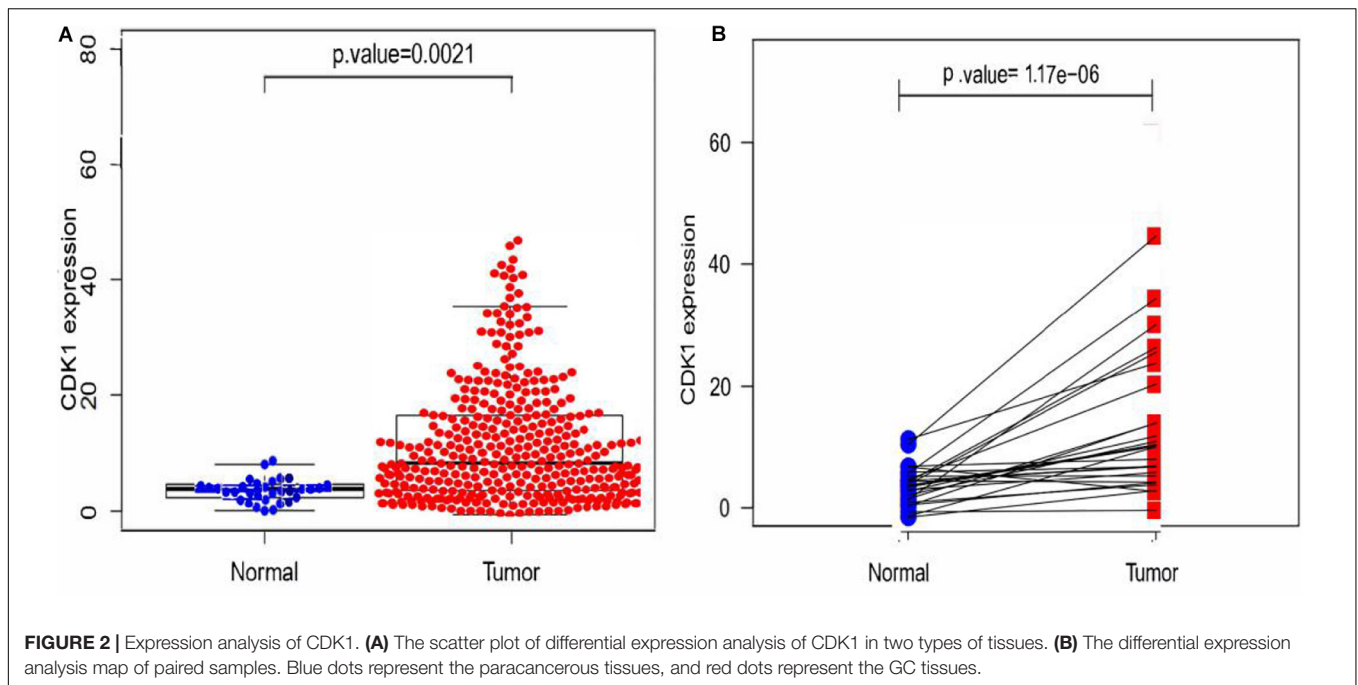 A
p.value=0.0021
80
60
40
20
0
CDK1 expression
Normal
Tumor
B
p .value= 1.17e−06
60
40
20
0
CDK1 expression
Normal
Tumor
FIGURE 2 | Expression analysis of CDK1. (A) The scatter plot of differential expression analysis of CDK1 in two types of tissues. (B) The differential expression
analysis map of paired samples. Blue dots represent the paracancerous tissues, and red dots represent the GC tissues.